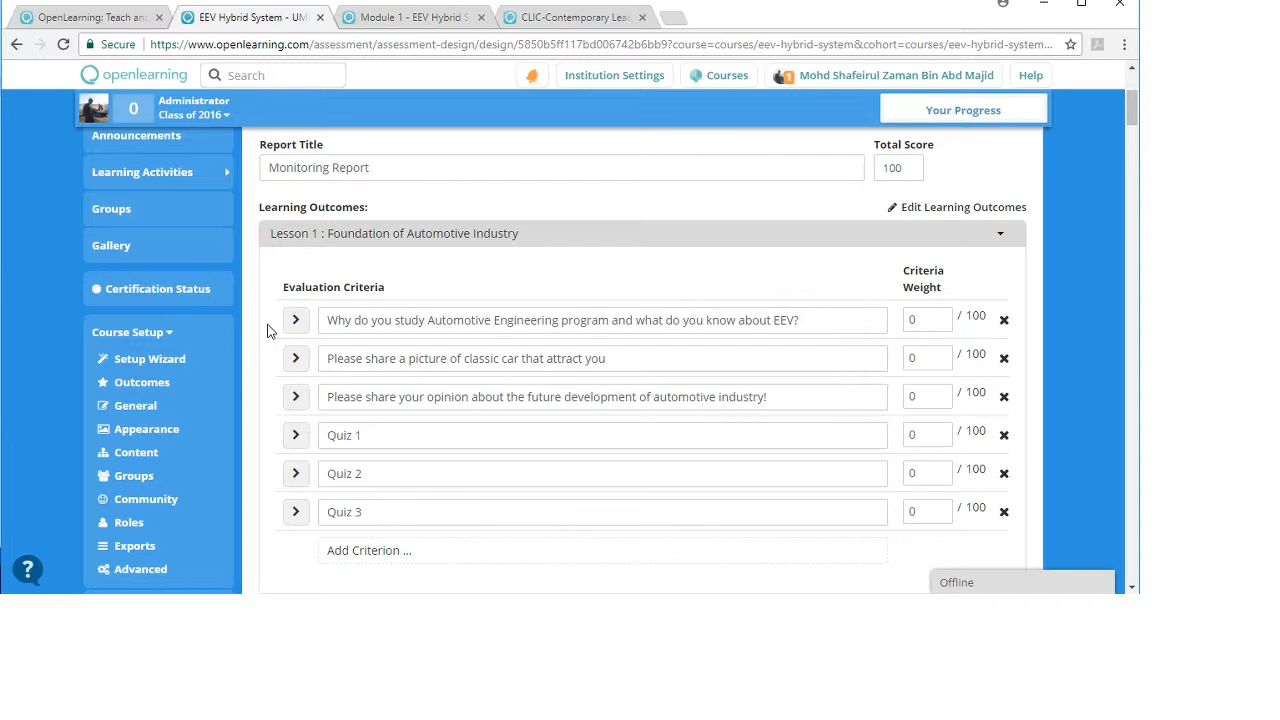 OpenLearning: Teach an
EEV Hybrid System - UM
Module 1 - EEV Hybrid S
CLIC-Contemporary Lea
Secure
https://www.openlearning.com/assessment/assessment-design/design/5850b5ff117bd006742b6bb9?course=courses/eev-hybrid-system&cohort=courses/eev-hybrid-system...
openlearning
Search
Institution Settings
Courses
1
Mohd Shafeirul Zaman Bin Abd Majid
Help
0
Administrator
Class of 2016
Your Progress
Announcements
Learning Activities
Groups
Gallery
Certification Status
Course Setup
Setup Wizard
Outcomes
General
Appearance
Content
Groups
Community
Roles
Exports
Advanced
Report Title
Total Score
Monitoring Report
100
Learning Outcomes:
Edit Learning Outcomes
Lesson 1 : Foundation of Automotive Industry
Evaluation Criteria
Criteria
Weight
Why do you study Automotive Engineering program and what do you know about EEV?
0 / 100
Please share a picture of classic car that attract you
0 / 100
Please share your opinion about the future development of automotive industry!
0 / 100
Quiz 1
0 / 100
Quiz 2
0 / 100
Quiz 3
0 / 100
Add Criterion ...
?
Offline